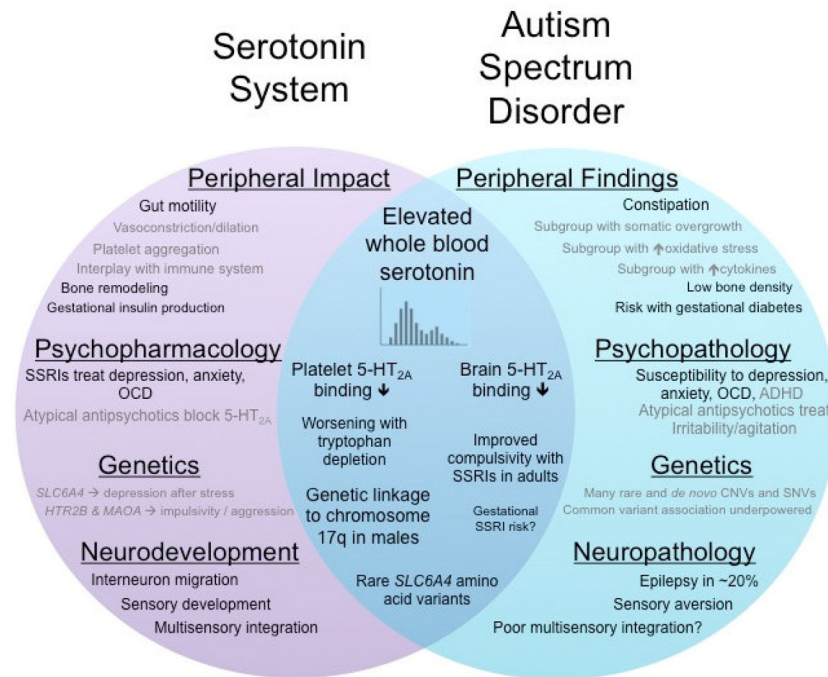 Serotonin
System
Autism
Spectrum
Disorder
Peripheral Impact
Gut motility
Vasoconstriction/dilation
Platelet aggregation
Interplay with immune system
Bone remodeling
Gestational insulin production
Psychopharmacology
SSRIs treat depression, anxiety,
OCD
Atypical antipsychotics block 5-HT2A
Genetics
SLC6A4 → depression after stress
HTR2B & MAOA → impulsivity / aggression
Neurodevelopment
Interneuron migration
Sensory development
Multisensory integration
Elevated
whole blood
serotonin
Platelet 5-HT2A
binding ↓
Brain 5-HT2A
binding ↓
Worsening with
tryptophan
depletion
Improved
compulsivity with
SSRIs in adults
Genetic linkage
to chromosome
17q in males
Gestational
SSRI risk?
Rare SLC6A4 amino
acid variants
Peripheral Findings
Constipation
Subgroup with somatic overgrowth
Subgroup with ↑oxidative stress
Subgroup with ↑cytokines
Low bone density
Risk with gestational diabetes
Psychopathology
Susceptibility to depression,
anxiety, OCD, ADHD
Atypical antipsychotics treat
Irritability/agitation
Genetics
Many rare and de novo CNVs and SNVs
Common variant association underpowered
Neuropathology
Epilepsy in ~20%
Sensory aversion
Poor multisensory integration?